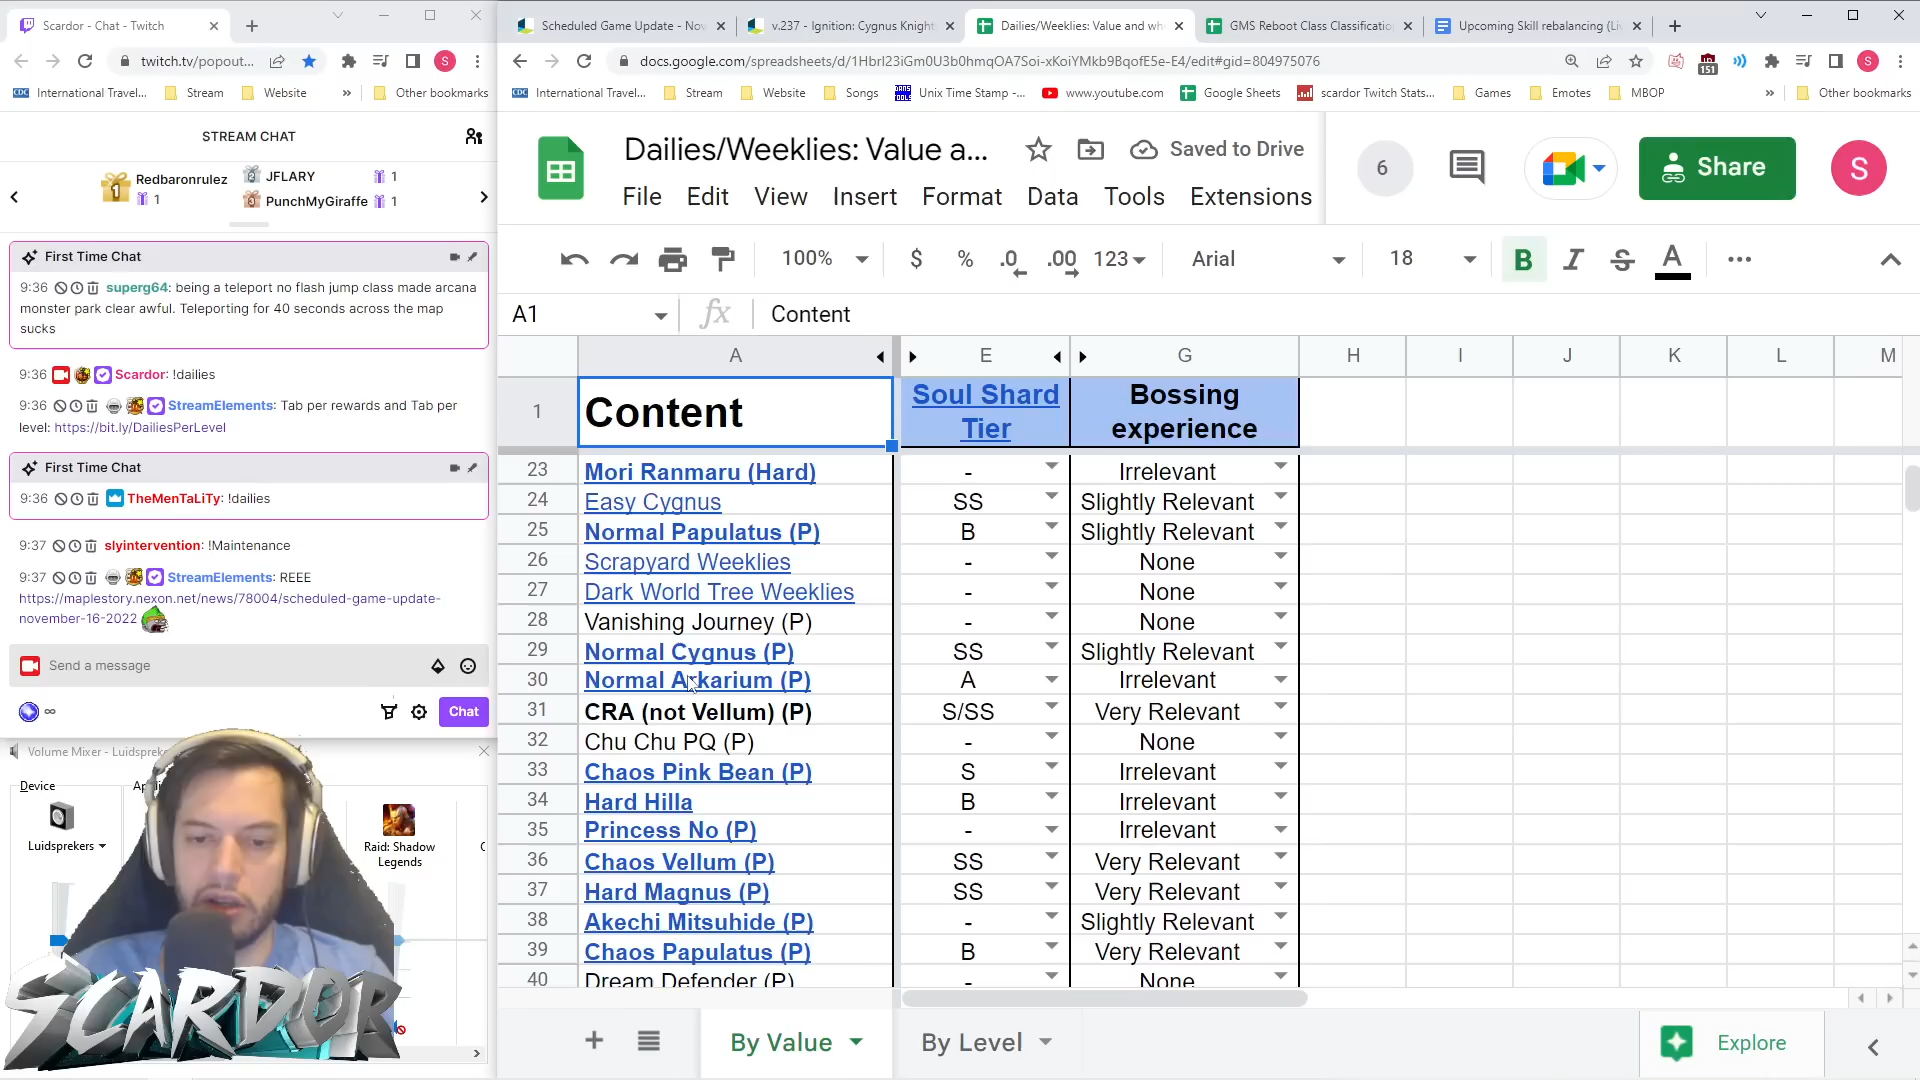 Scardor - Chat - Twitch
Scheduled Game Update - Nov
v.237 - Ignition: Cygnus Knight
Dailies/Weeklies: Value and wh
GMS Reboot Class Classificatio
Upcoming Skill rebalancing (Li
twitch.tv/popout...
docs.google.com/spreadsheets/d/1HbrI23iGm0U3b0hmqOA7Soi-xKoiYMkb9BqofE5e-E4/edit#gid=804975076
International Travel...
Stream
Website
»
Other bookmarks
International Travel...
Stream
Website
Songs
Unix Time Stamp -...
www.youtube.com
Google Sheets
scardor Twitch Stats...
Games
Emotes
MBOP
»
Other bookmarks
STREAM CHAT
Redbaronrulez
1
JFLARY 1
PunchMyGiraffe 1
First Time Chat
9:36 superg64: being a teleport no flash jump class made arcana
monster park clear awful. Teleporting for 40 seconds across the map
sucks
9:36 Scardor: !dailies
9:36 StreamElements: Tab per rewards and Tab per
level: https://bit.ly/DailiesPerLevel
First Time Chat
9:36 TheMenTaLiTy: !dailies
9:37 slyintervention: !Maintenance
9:37 StreamElements: REEE
https://maplestory.nexon.net/news/78004/scheduled-game-update-
november-16-2022
Send a message
∞
Chat
Volume Mixer - Luidspreke
Device
Luidsprekers
Raid: Shadow
Legends
SCARDOR
Dailies/Weeklies: Value a...
Saved to Drive
File Edit View Insert Format Data Tools Extensions
6
Share
S
100% $ % .0 .00 123 Arial 18 B I S A
A1 fx Content
A E G H I J K L M
1 Content Soul Shard Tier Bossing experience
23 Mori Ranmaru (Hard) - Irrelevant
24 Easy Cygnus SS Slightly Relevant
25 Normal Papulatus (P) B Slightly Relevant
26 Scrapyard Weeklies - None
27 Dark World Tree Weeklies - None
28 Vanishing Journey (P) - None
29 Normal Cygnus (P) SS Slightly Relevant
30 Normal Arkarium (P) A Irrelevant
31 CRA (not Vellum) (P) S/SS Very Relevant
32 Chu Chu PQ (P) - None
33 Chaos Pink Bean (P) S Irrelevant
34 Hard Hilla B Irrelevant
35 Princess No (P) - Irrelevant
36 Chaos Vellum (P) SS Very Relevant
37 Hard Magnus (P) SS Very Relevant
38 Akechi Mitsuhide (P) - Slightly Relevant
39 Chaos Papulatus (P) B Very Relevant
40 Dream Defender (P) - None
By Value
By Level
Explore